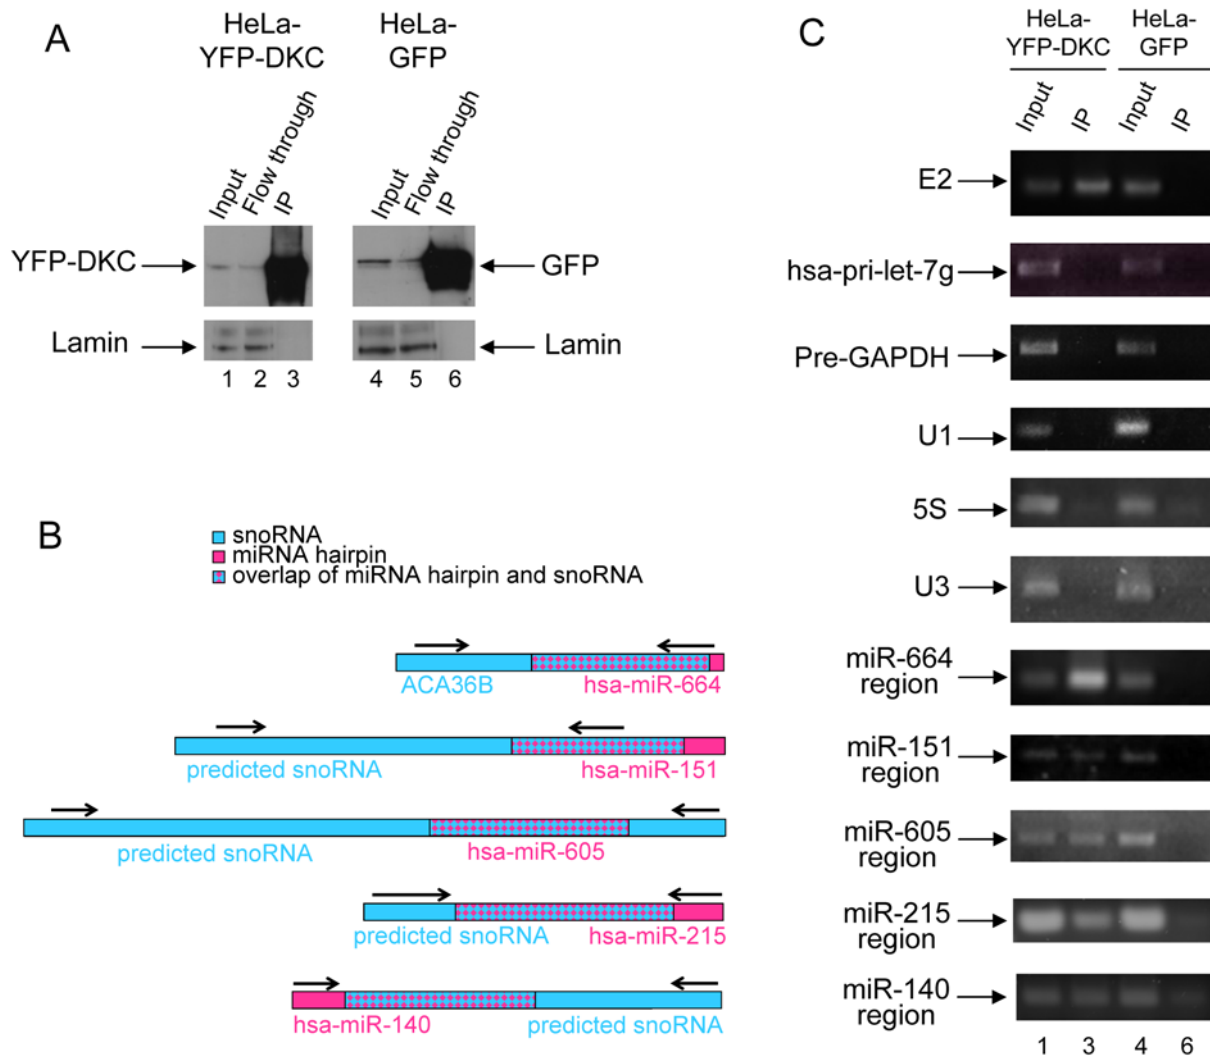 A
HeLa-
YFP-DKC
HeLa-
GFP
Input
Flow through
IP
Input
Flow through
IP
YFP-DKC
GFP
Lamin
Lamin
1 2 3 4 5 6
B
snoRNA
miRNA hairpin
overlap of miRNA hairpin and snoRNA
ACA36B
hsa-miR-664
predicted snoRNA
hsa-miR-151
predicted snoRNA
hsa-miR-605
predicted snoRNA
hsa-miR-215
hsa-miR-140
predicted snoRNA
C
HeLa-
YFP-DKC
HeLa-
GFP
Input
IP
Input
IP
E2
hsa-pri-let-7g
Pre-GAPDH
U1
5S
U3
miR-664
region
miR-151
region
miR-605
region
miR-215
region
miR-140
region
1 3 4 6